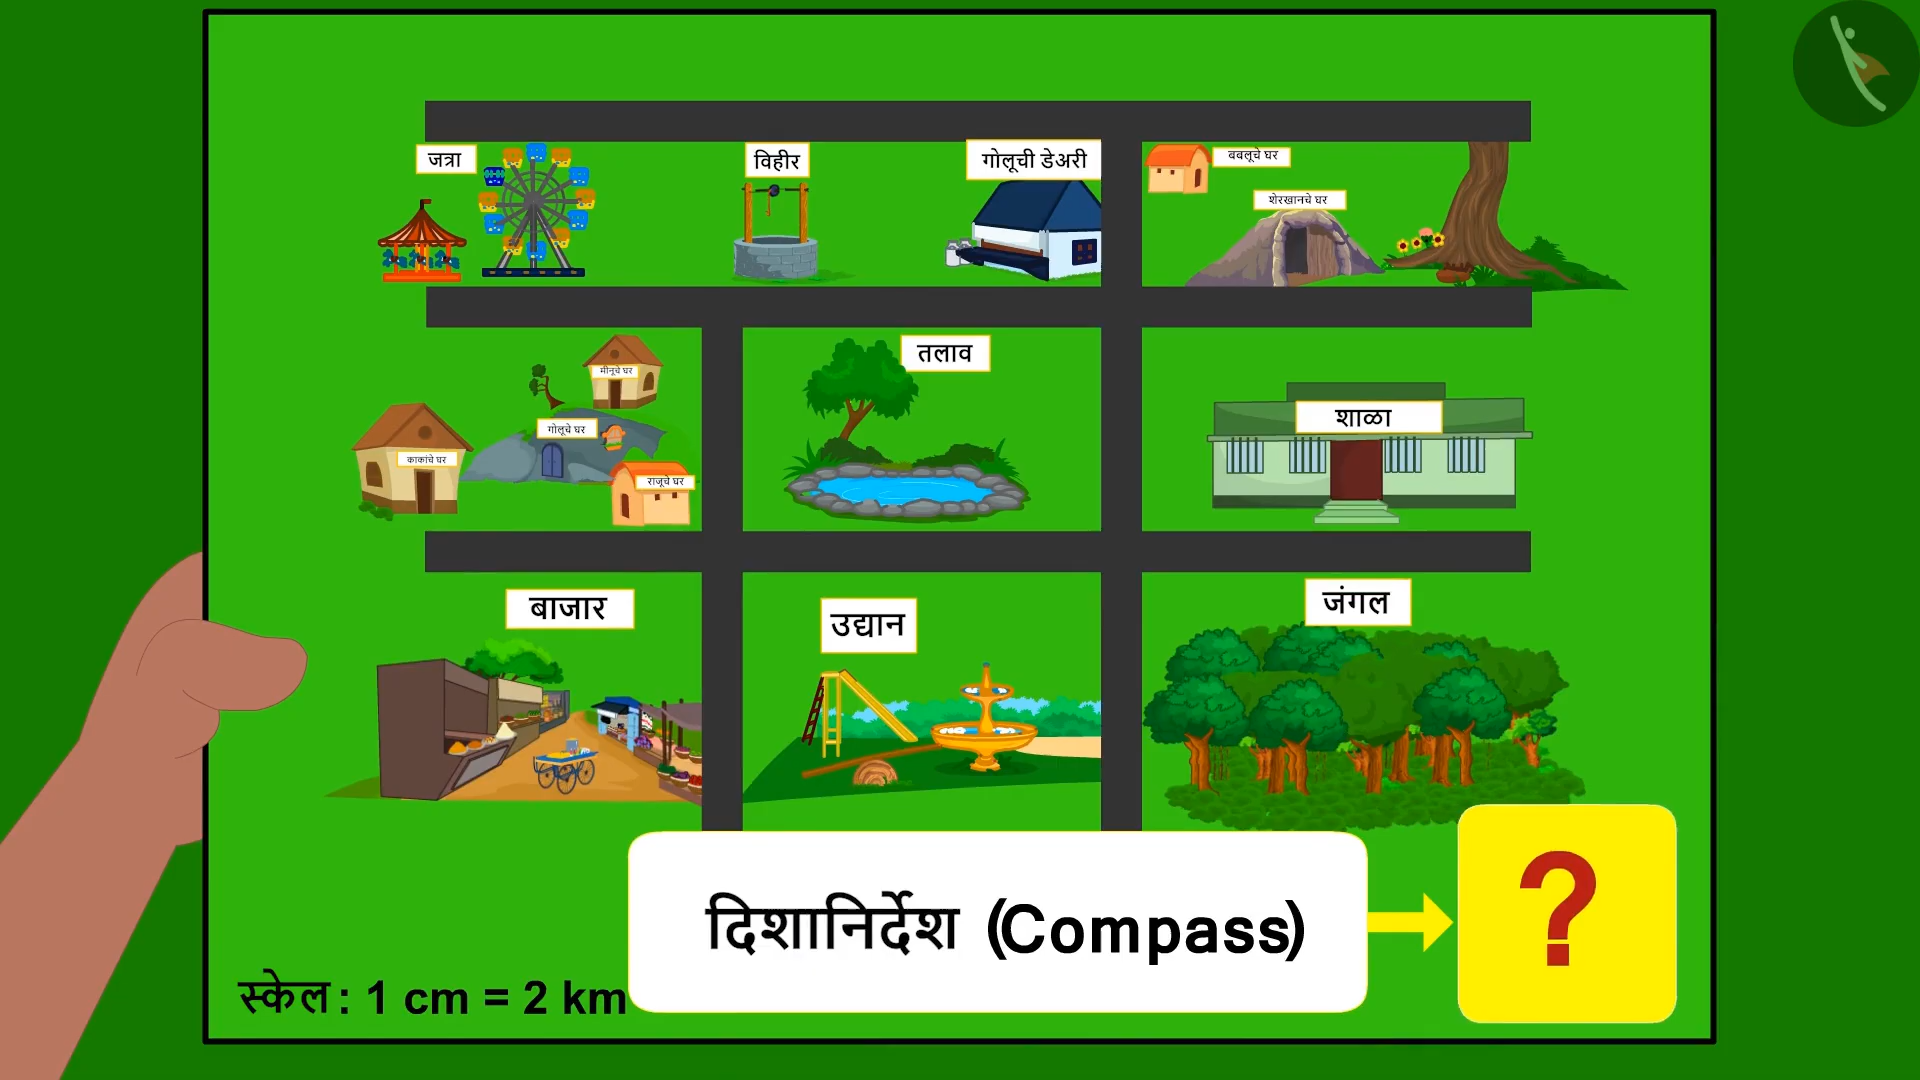 जत्रा
विहीर
गोलूची डेअरी
बबलूचे घर
शेरखानचे घर
मीनूचे घर
तलाव
गोलूचे घर
काकांचे घर
राजूचे घर
शाळा
बाजार
उद्यान
जंगल
दिशानिर्देश (Compass)
?
स्केल : 1 cm = 2 km